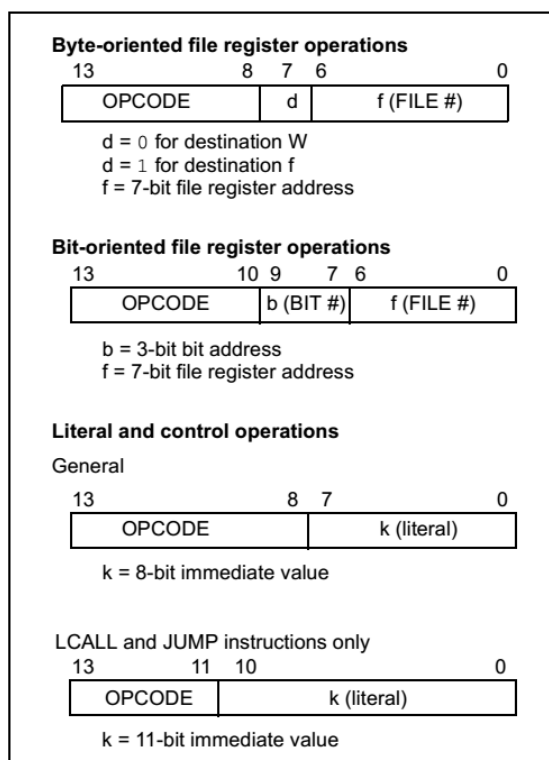 Byte-oriented file register operations
13 8 7 6 0
OPCODE d f (FILE #)
d = 0 for destination W
d = 1 for destination f
f = 7-bit file register address
Bit-oriented file register operations
13 10 9 7 6 0
OPCODE b (BIT #) f (FILE #)
b = 3-bit bit address
f = 7-bit file register address
Literal and control operations
General
13 8 7 0
OPCODE k (literal)
k = 8-bit immediate value
LCALL and JUMP instructions only
13 11 10 0
OPCODE k (literal)
k = 11-bit immediate value